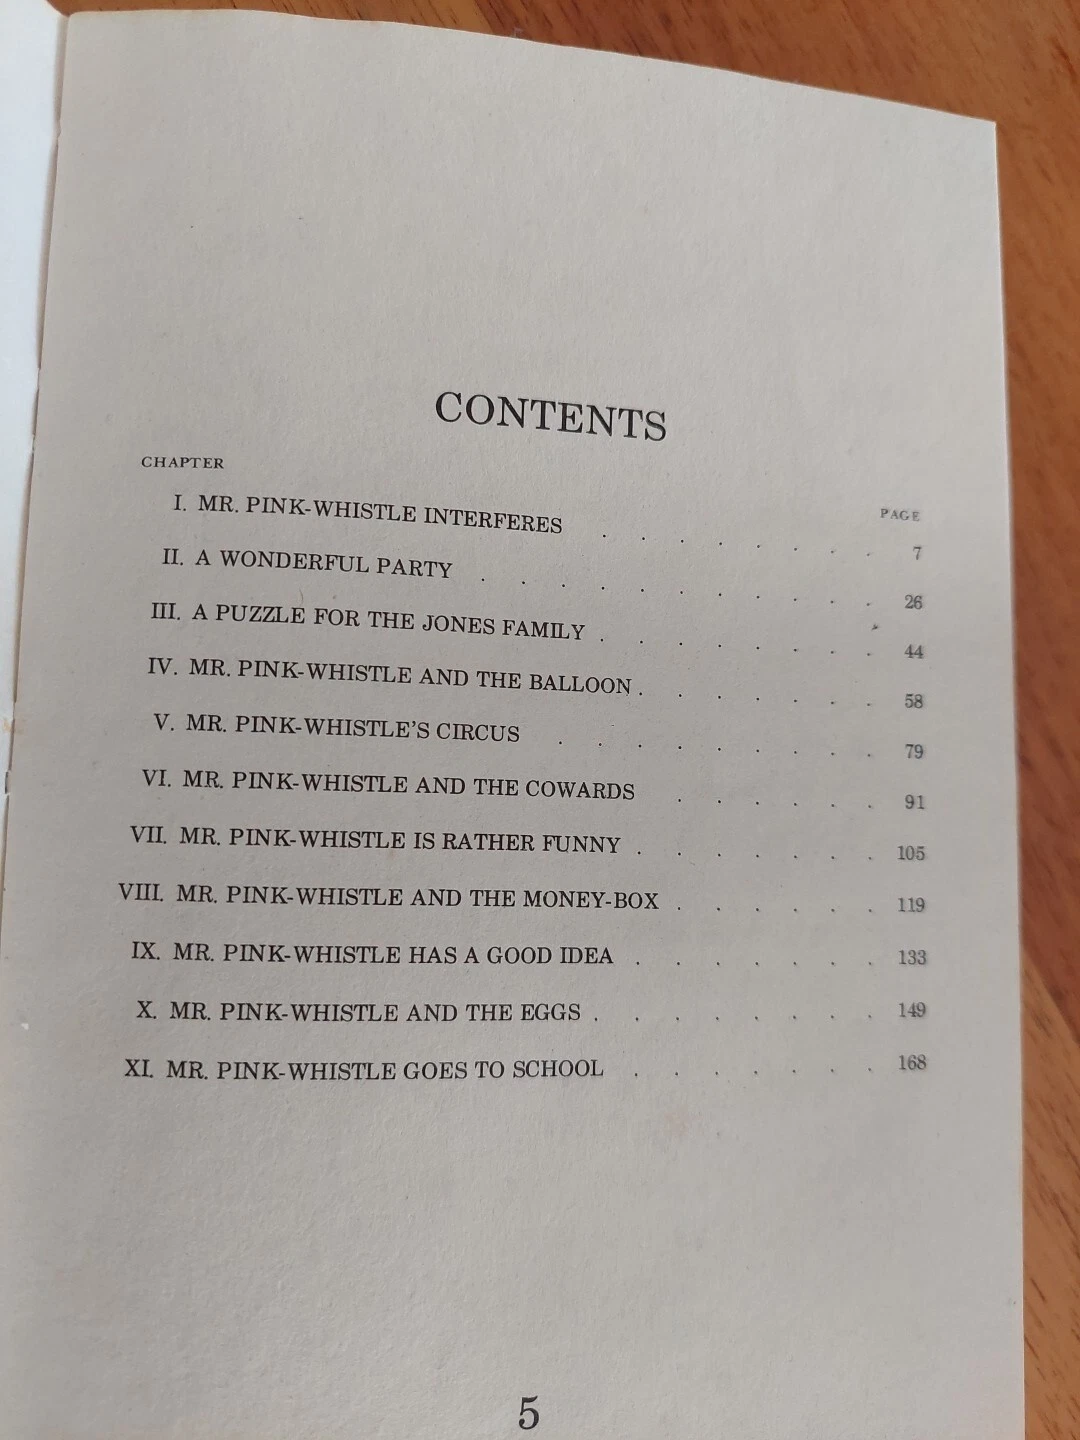 CONTENTS
CHAPTER PAGE
I. MR. PINK-WHISTLE INTERFERES . . . . . . . . 7
II. A WONDERFUL PARTY . . . . . . . . . . . 26
III. A PUZZLE FOR THE JONES FAMILY . . . . . . . . 44
IV. MR. PINK-WHISTLE AND THE BALLOON . . . . . . . 58
V. MR. PINK-WHISTLE'S CIRCUS . . . . . . . . . 79
VI. MR. PINK-WHISTLE AND THE COWARDS . . . . . . 91
VII. MR. PINK-WHISTLE IS RATHER FUNNY . . . . . . . 105
VIII. MR. PINK-WHISTLE AND THE MONEY-BOX . . . . . . 119
IX. MR. PINK-WHISTLE HAS A GOOD IDEA . . . . . . . 133
X. MR. PINK-WHISTLE AND THE EGGS . . . . . . . . 149
XI. MR. PINK-WHISTLE GOES TO SCHOOL . . . . . . . 168
5